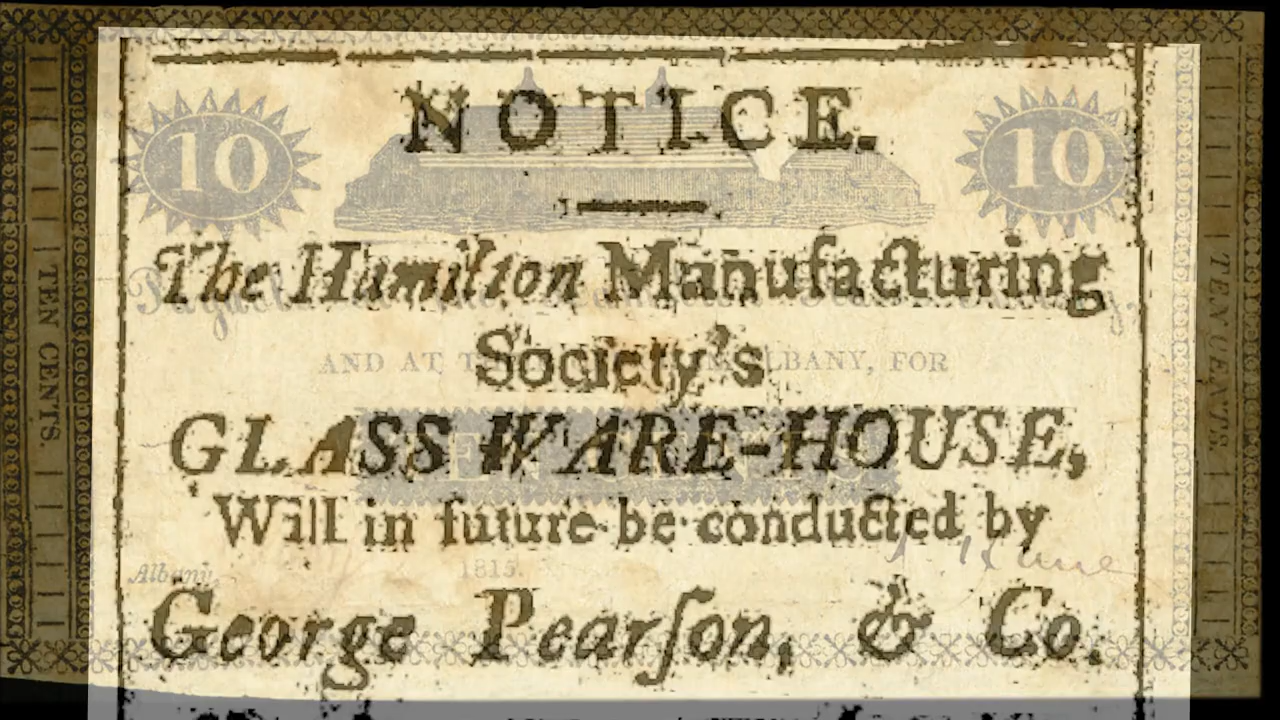 NOTICE.
10
10
The Hamilton Manufacturing
Society's
AND AT
ALBANY, FOR
GLASS WARE-HOUSE,
TEN CENTS.
TEN CENTS.
Will in future be conducted by
Albany,
1815.
George Pearſon, & Co.